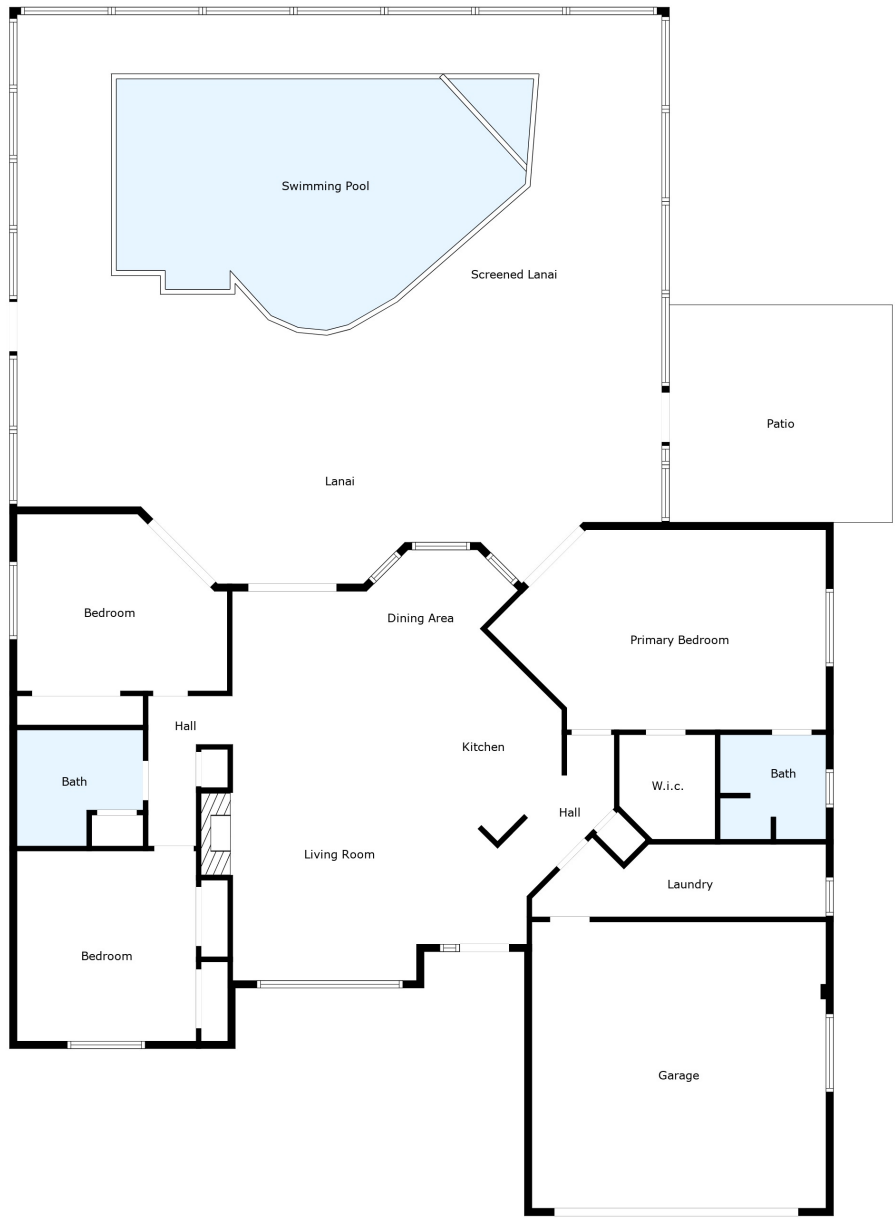 Swimming Pool
Screened Lanai
Patio
Lanai
Bedroom
Dining Area
Primary Bedroom
Hall
Kitchen
Bath
Bath
W.i.c.
Hall
Living Room
Laundry
Bedroom
Garage